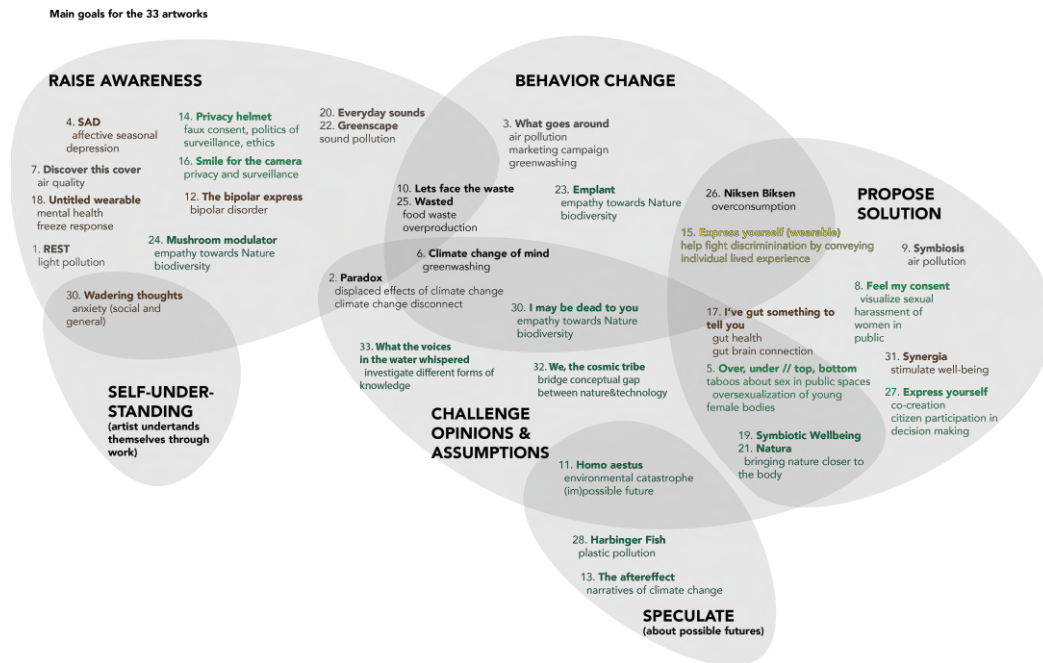 Main goals for the 33 artworks
RAISE AWARENESS
4. SAD
affective seasonal
depression
14. Privacy helmet
faux consent, politics of
surveillance, ethics
20. Everyday sounds
22. Greenscape
sound pollution
7. Discover this cover
air quality
16. Smile for the camera
privacy and surveillance
18. Untitled wearable
mental health
freeze response
12. The bipolar express
bipolar disorder
1. REST
light pollution
24. Mushroom modulator
empathy towards Nature
biodiversity
30. Wadering thoughts
anxiety (social and
general)
SELF-UNDER-
STANDING
(artist undertands
themselves through
work)
BEHAVIOR CHANGE
3. What goes around
air pollution
marketing campaign
greenwashing
10. Lets face the waste
25. Wasted
food waste
overproduction
23. Emplant
empathy towards Nature
biodiversity
6. Climate change of mind
greenwashing
2. Paradox
displaced effects of climate change
climate change disconnect
30. I may be dead to you
empathy towards Nature
biodiversity
33. What the voices
in the water whispered
investigate different forms of
knowledge
32. We, the cosmic tribe
bridge conceptual gap
between nature&technology
CHALLENGE
OPINIONS &
ASSUMPTIONS
26. Niksen Biksen
overconsumption
PROPOSE
SOLUTION
15. Express yourself (wearable)
help fight discriminination by conveying
individual lived experience
9. Symbiosis
air pollution
8. Feel my consent
visualize sexual
harassment of
women in
public
17. I've gut something to
tell you
gut health
gut brain connection
31. Synergia
stimulate well-being
5. Over, under // top, bottom
taboos about sex in public spaces
oversexualization of young
female bodies
27. Express yourself
co-creation
citizen participation in
decision making
19. Symbiotic Wellbeing
21. Natura
bringing nature closer to
the body
11. Homo aestus
environmental catastrophe
(im)possible future
28. Harbinger Fish
plastic pollution
13. The aftereffect
narratives of climate change
SPECULATE
(about possible futures)